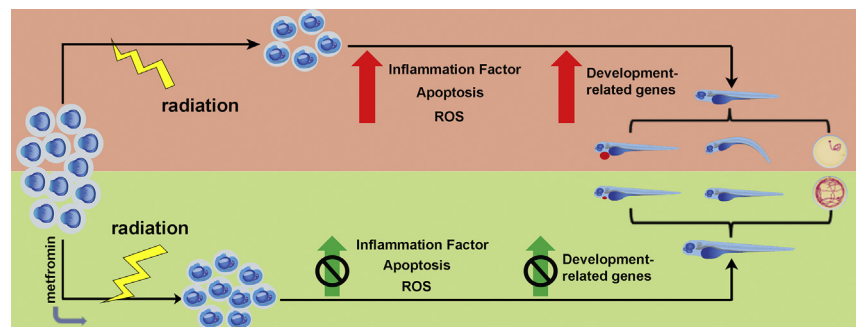 radiation
Inflammation Factor
Apoptosis
ROS
Development-
related genes
radiation
metfromin
Inflammation Factor
Apoptosis
ROS
Development-
related genes